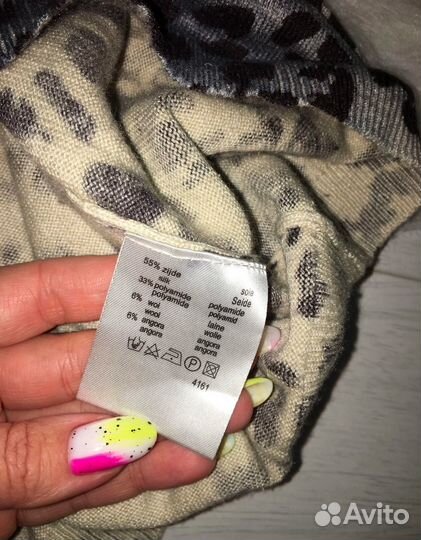 55% zijde soie
silk Seide
33% polyamide polyamide
polyamide polyamid
6% wol laine
wool wolle
6% angora angora
angora angora
P
4161
Avito